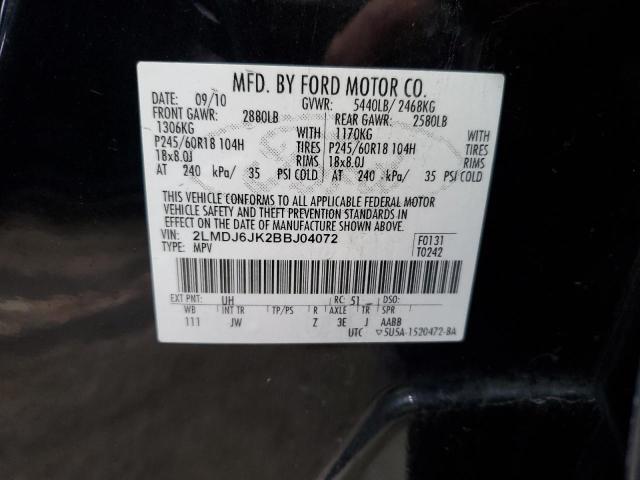 MFD. BY FORD MOTOR CO.
DATE: 09/10 GVWR: 5440LB/ 2468KG
FRONT GAWR: 2880LB REAR GAWR: 2580LB
1306KG WITH 1170KG WITH
P245/60R18 104H TIRES P245/60R18 104H TIRES
18x8.0J RIMS 18x8.0J RIMS
AT 240 kPa/ 35 PSI COLD AT 240 kPa/ 35 PSI COLD
THIS VEHICLE CONFORMS TO ALL APPLICABLE FEDERAL MOTOR
VEHICLE SAFETY AND THEFT PREVENTION STANDARDS IN
EFFECT ON THE DATE OF MANUFACTURE SHOWN ABOVE.
VIN: 2LMDJ6JK2BBJ04072 F0131
TYPE: MPV T0242
EXT PNT: UH RC: 51 DSO:
WB INT TR TP/PS R AXLE TR SPR
111 JW Z 3E J AABB
UTC ▽5U5A-1520472-BA
Ford